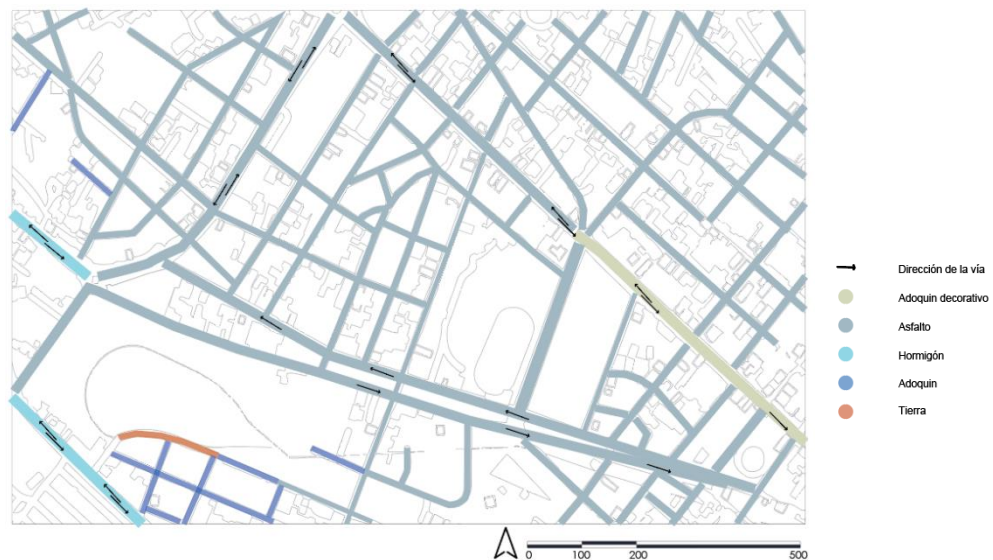 Dirección de la vía
Adoquin decorativo
Asfalto
Hormigón
Adoquin
Tierra
0 100 200 500